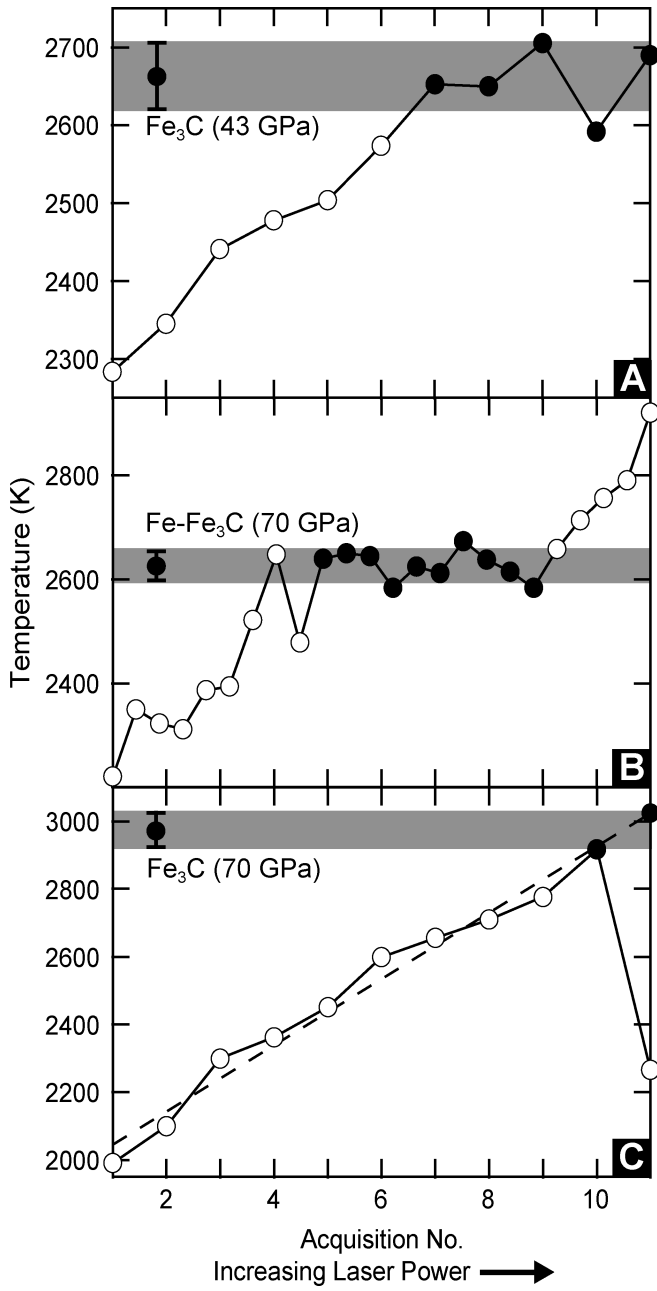 2700
2600
2500
2400
2300
Fe₃C (43 GPa)
A
2800
2600
2400
Fe-Fe₃C (70 GPa)
B
Temperature (K)
3000
2800
2600
2400
2200
2000
Fe₃C (70 GPa)
C
2 4 6 8 10
Acquisition No.
Increasing Laser Power